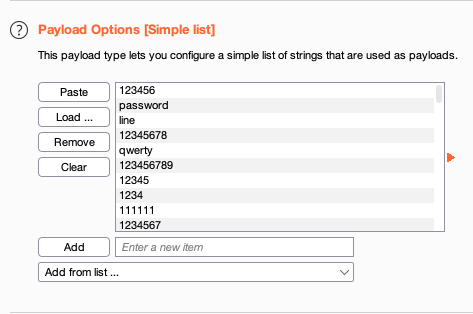 ? Payload Options [Simple list]
This payload type lets you configure a simple list of strings that are used as payloads.
Paste
Load ...
Remove
Clear
123456
password
line
12345678
qwerty
123456789
12345
1234
111111
1234567
Add
Enter a new item
Add from list ...